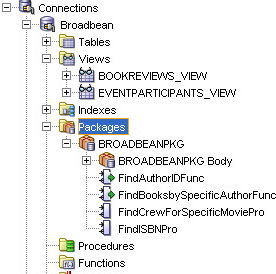 Connections
Broadbean
Tables
Views
BOOKREVIEWS_VIEW
EVENTPARTICIPANTS_VIEW
Indexes
Packages
BROADBEANPKG
BROADBEANPKG Body
FindAuthorIDFunc
FindBooksbySpecificAuthorFunc
FindCrewForSpecificMoviePro
FindISBNPro
Procedures
Functions